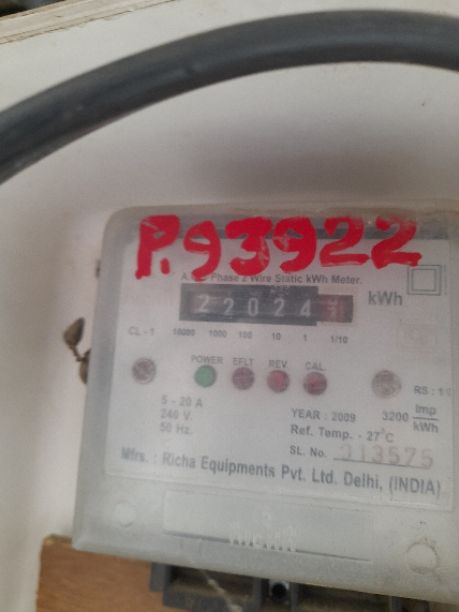 P.93922
A Phase 2 Wire Static kWh Meter.
22024 kWh
CL - 1 10000 1000 100 10 1 1/10
POWER EFLT REV. CAL.
5 - 20 A
240 V.
50 Hz.
YEAR : 2009 3200 Imp/kWh
Ref. Temp. - 27°C
SL. No. 913575
Mfrs. : Richa Equipments Pvt. Ltd. Delhi, (INDIA)